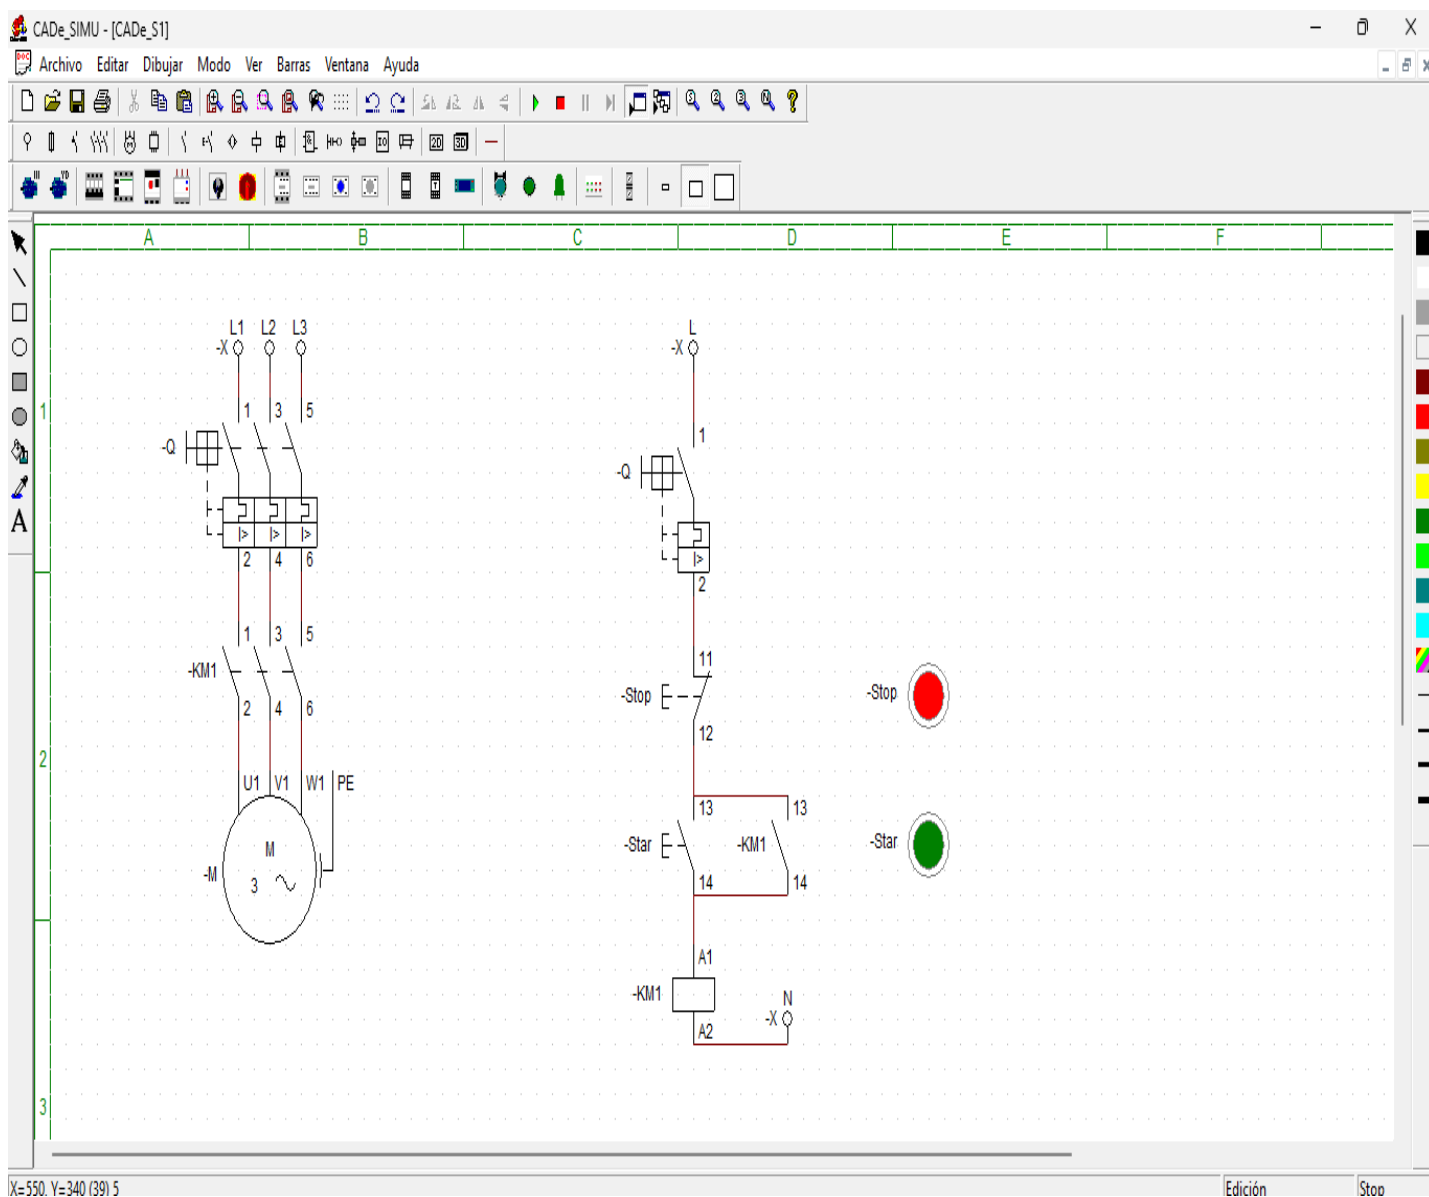 CADe_SIMU - [CADe_S1]
Archivo Editar Dibujar Modo Ver Barras Ventana Ayuda
A B C D E F
L1 L2 L3
-X
1 3 5
-Q
I> I> I>
2 4 6
1 3 5
-KM1
2 4 6
U1 V1 W1 PE
M
3
-M
L
-X
1
-Q
I>
2
11
-Stop
12
13 13
-Star -KM1
14 14
A1
-KM1
A2
N
-X
-Stop
-Star
1
2
3
X=550, Y=340 (39) 5 Edición Stop